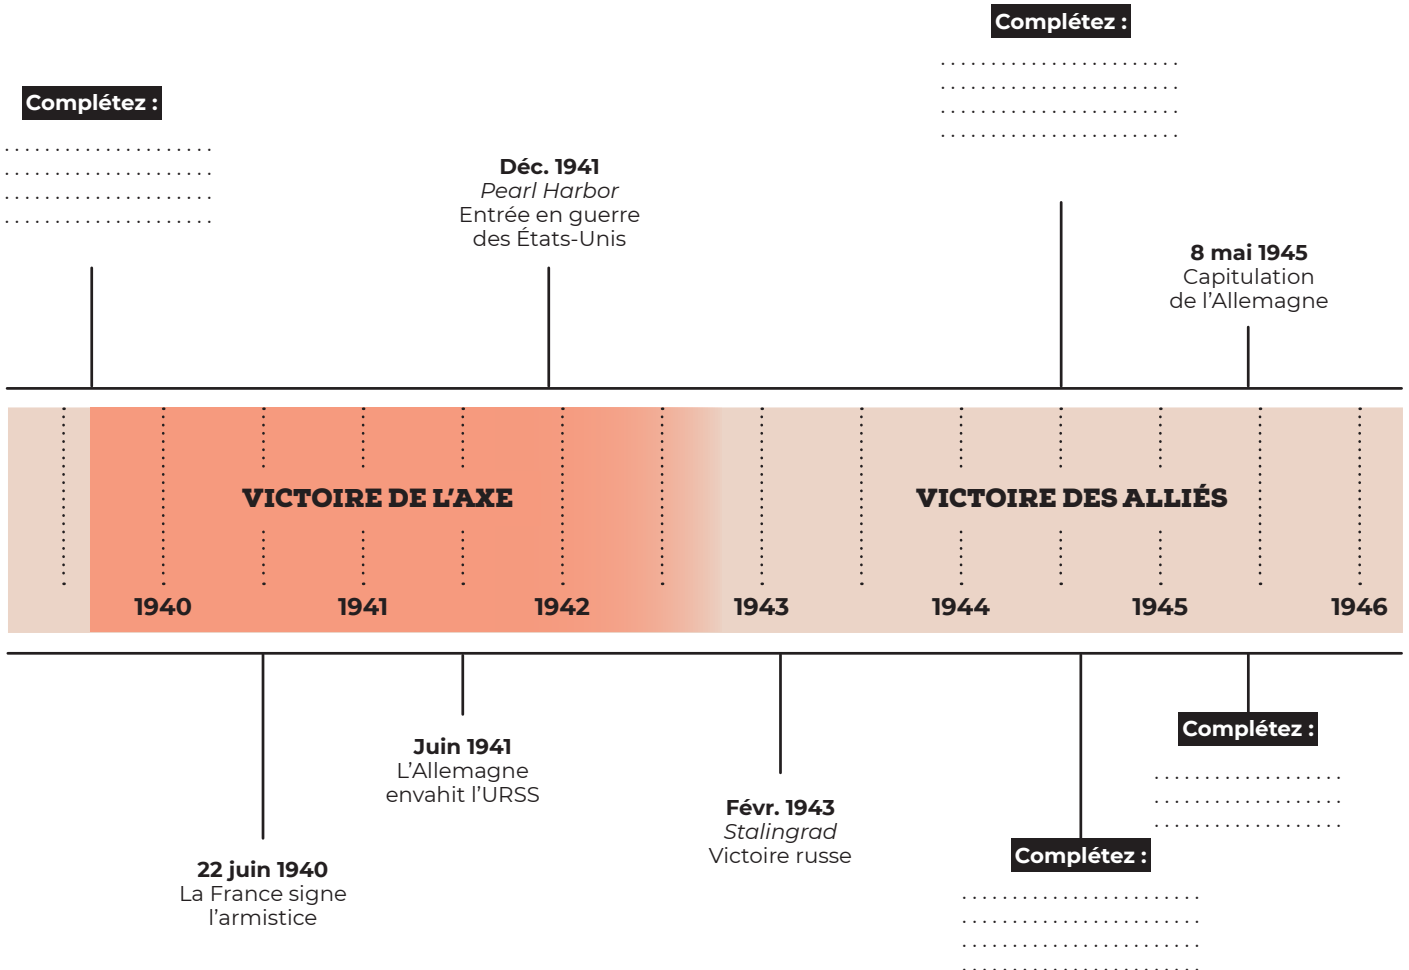 Complétez :
Complétez :
Déc. 1941
Pearl Harbor
Entrée en guerre
des États-Unis
8 mai 1945
Capitulation
de l’Allemagne
VICTOIRE DE L’AXE
VICTOIRE DES ALLIÉS
1940
1941
1942
1943
1944
1945
1946
22 juin 1940
La France signe
l’armistice
Juin 1941
L’Allemagne
envahit l’URSS
Févr. 1943
Stalingrad
Victoire russe
Complétez :
Complétez :